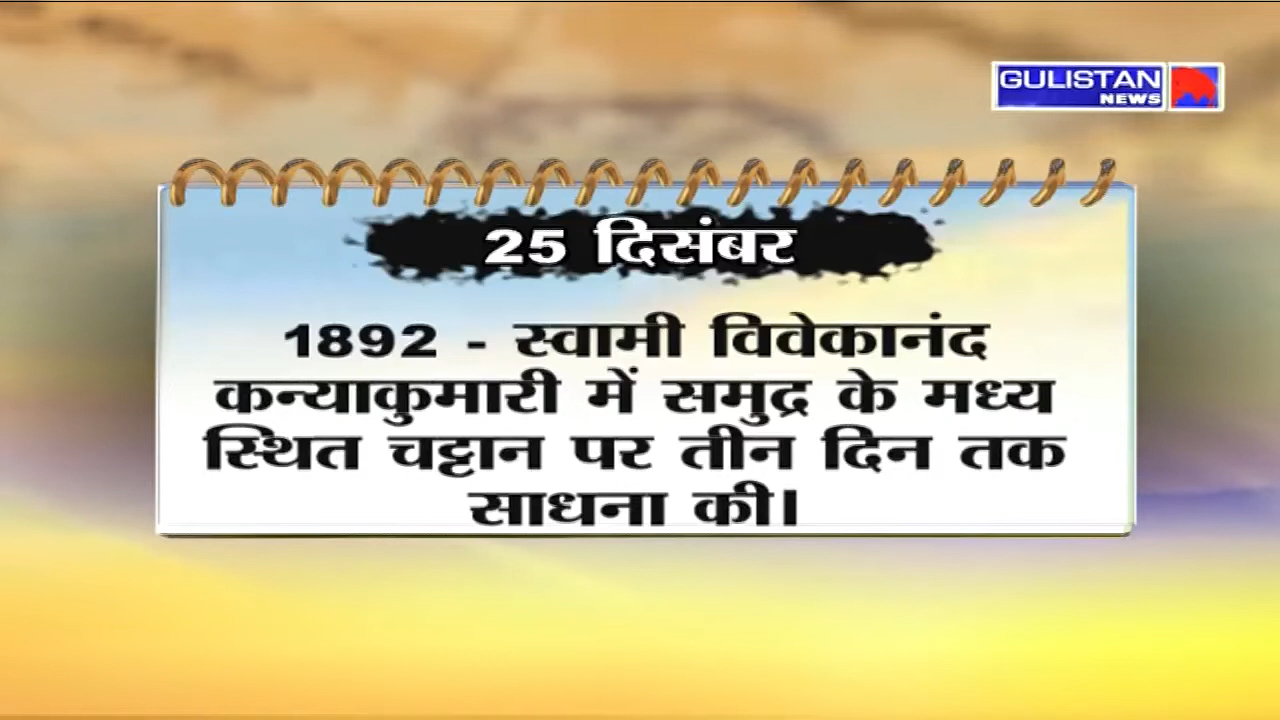 GULISTAN
NEWS
25 दिसंबर
1892 - स्वामी विवेकानंद
कन्याकुमारी में समुद्र के मध्य
स्थित चट्टान पर तीन दिन तक
साधना की।